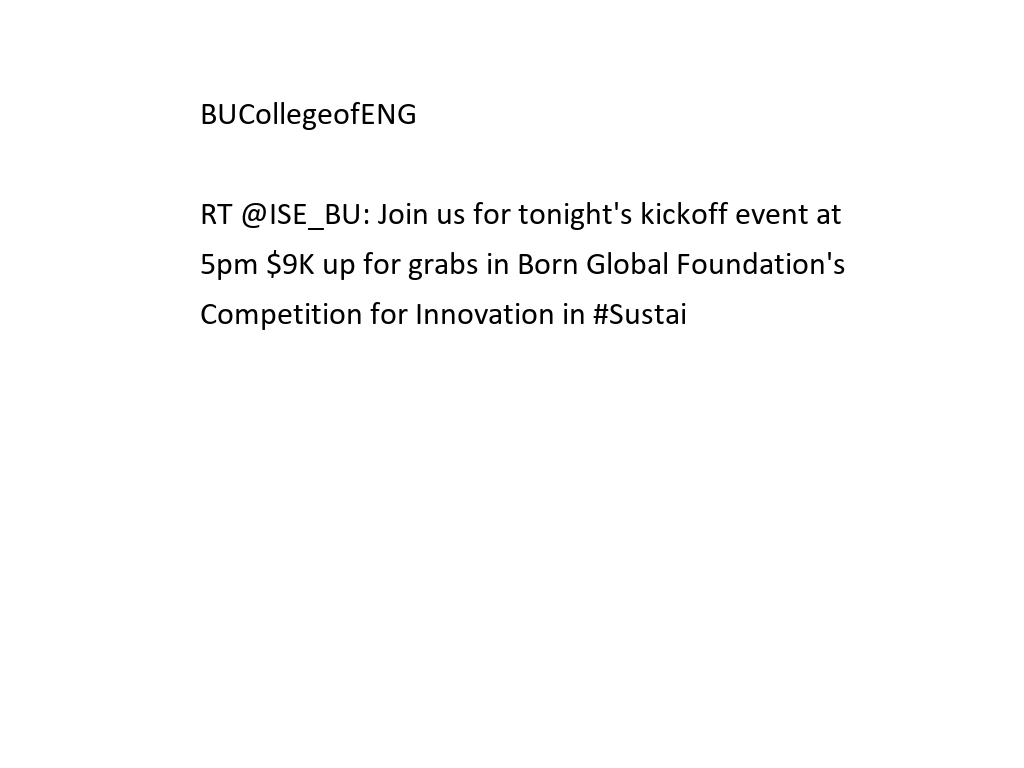 BUCollegeofENG
RT @ISE_BU: Join us for tonight's kickoff event at
5pm $9K up for grabs in Born Global Foundation's
Competition for Innovation in #Sustai